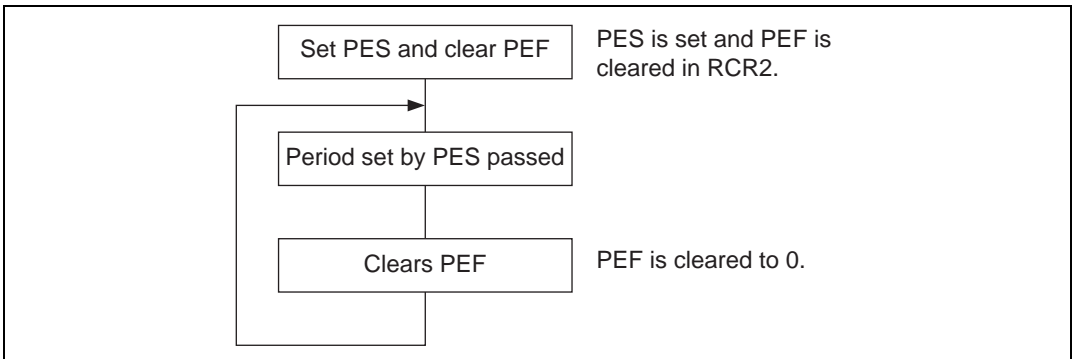 Set PES and clear PEF
PES is set and PEF is
cleared in RCR2.
Period set by PES passed
Clears PEF
PEF is cleared to 0.